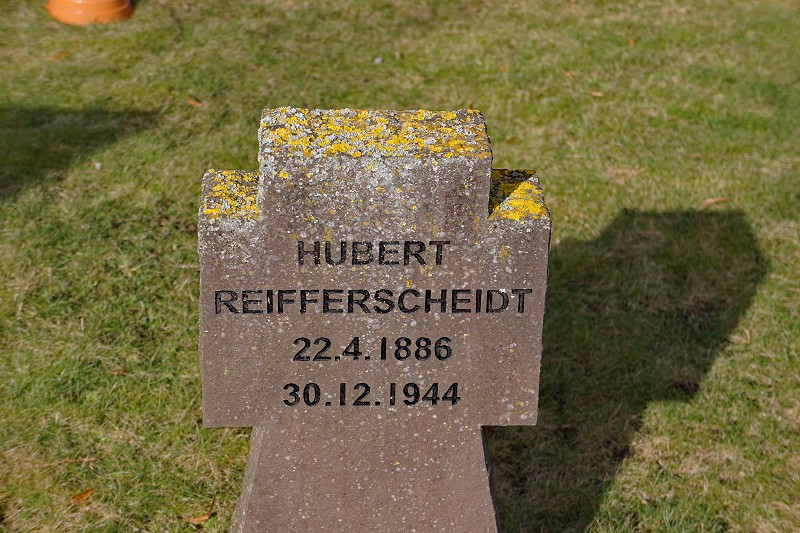 HUBERT
REIFFERSCHEIDT
22.4.1886
30.12.1944